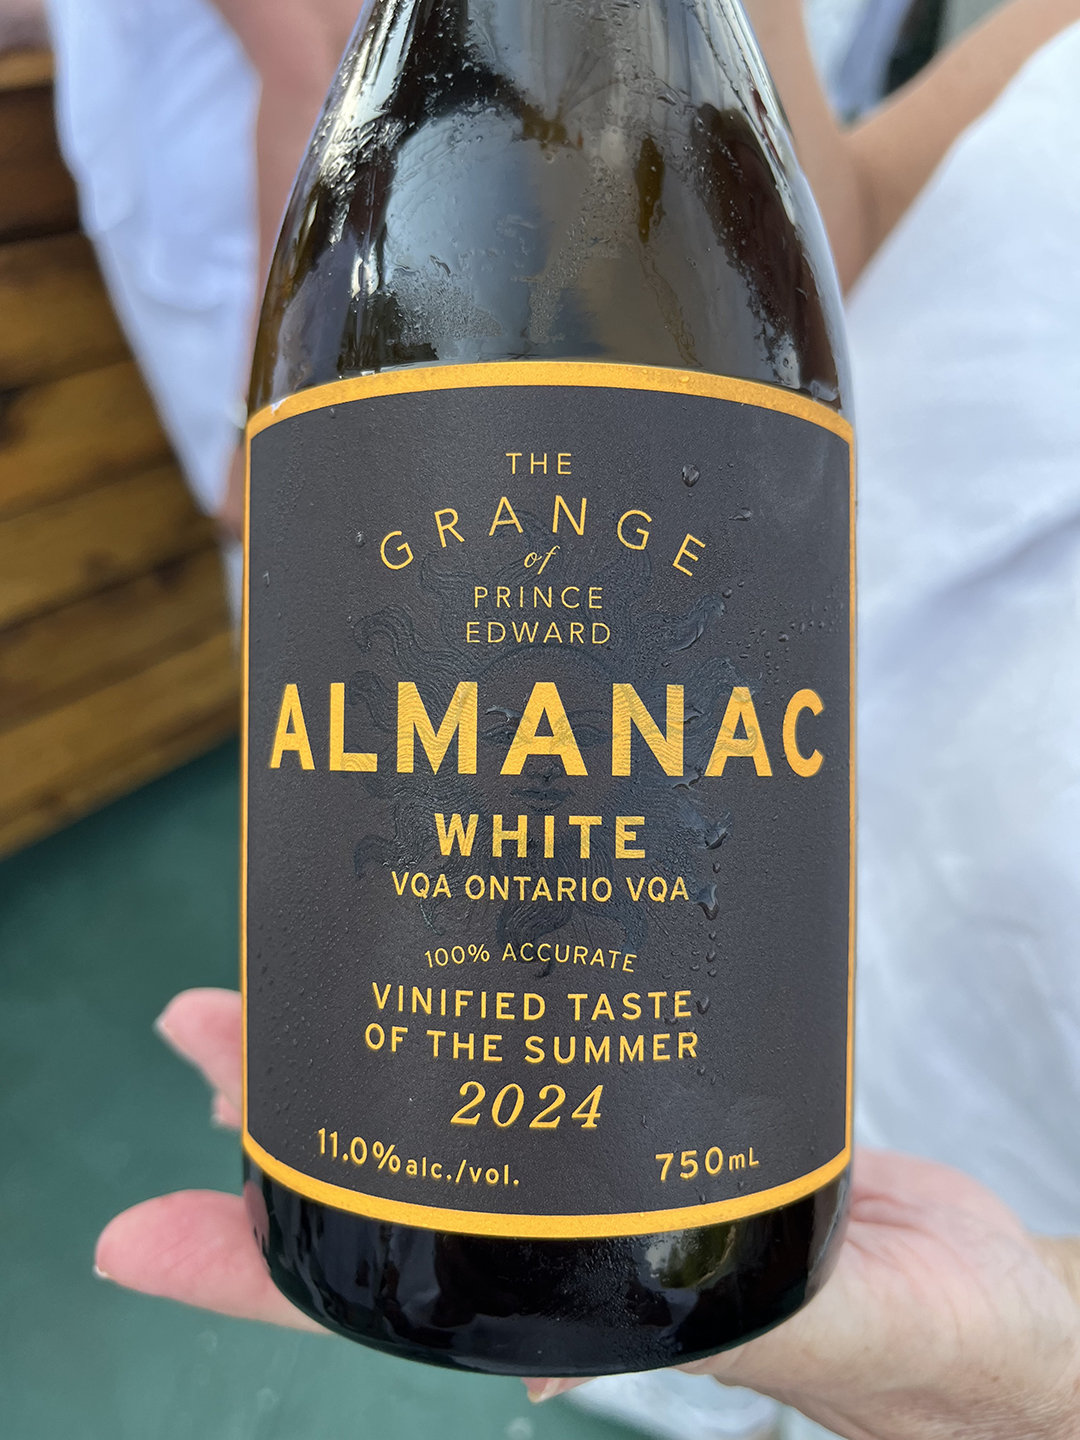 THE
GRANGE
of
PRINCE
EDWARD
ALMANAC
WHITE
VQA ONTARIO VQA
100% ACCURATE
VINIFIED TASTE
OF THE SUMMER
2024
11.0% alc./vol. 750mL